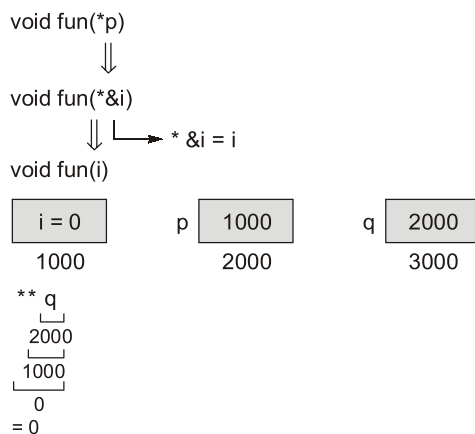 void fun(*p)
⇓
void fun(*&i)
⇓ * &i = i
void fun(i)
i = 0 p 1000 q 2000
1000 2000 3000
** q
2000
1000
0
= 0